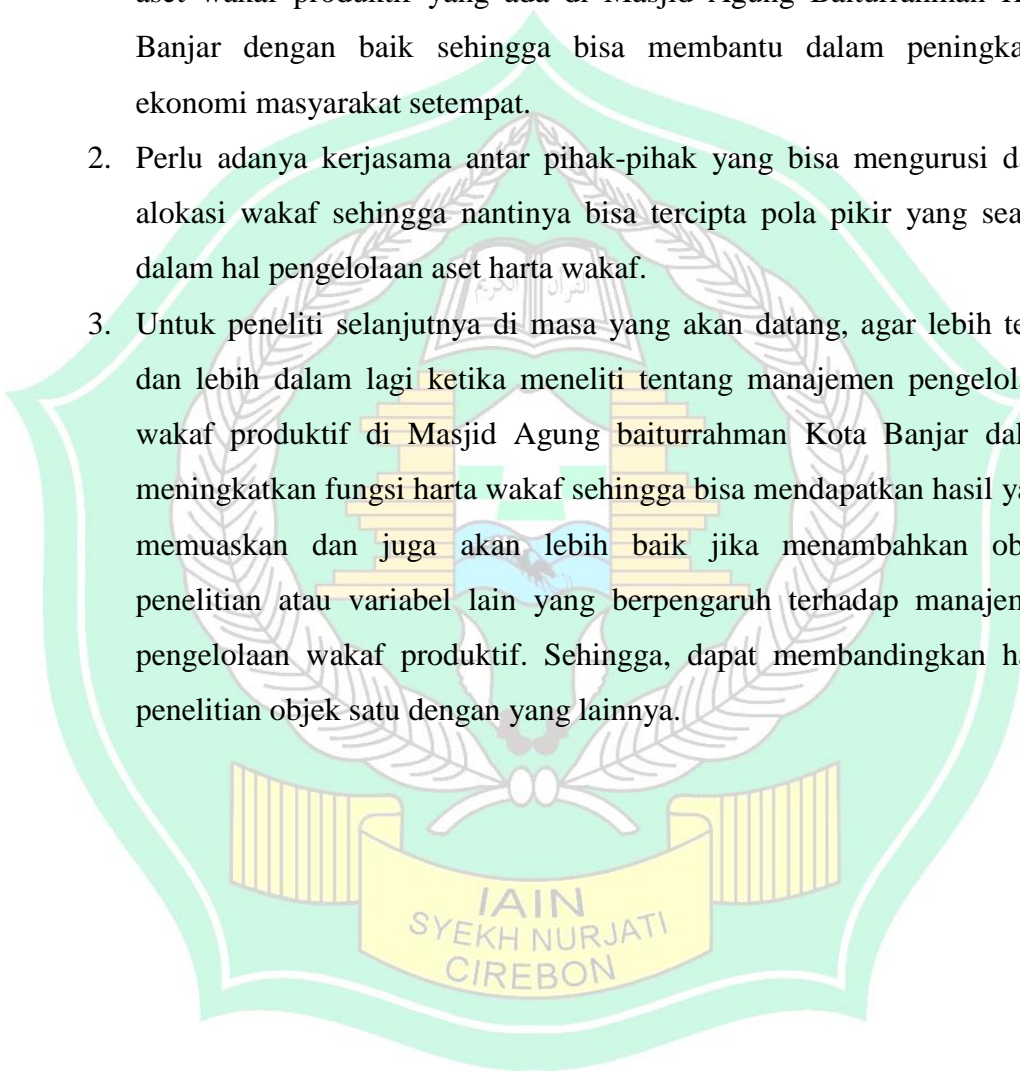 aset wakaf produktif yang ada di Masjid Agung Baiturrahman
Banjar dengan baik sehingga bisa membantu dalam peningka
ekonomi masyarakat setempat.
2. Perlu adanya kerjasama antar pihak-pihak yang bisa mengurusi da
alokasi wakaf sehingga nantinya bisa tercipta pola pikir yang sea
dalam hal pengelolaan aset harta wakaf.
القرآن الكريم
3. Untuk peneliti selanjutnya di masa yang akan datang, agar lebih te
dan lebih dalam lagi ketika meneliti tentang manajemen pengelola
wakaf produktif di Masjid Agung baiturrahman Kota Banjar dal
meningkatkan fungsi harta wakaf sehingga bisa mendapatkan hasil ya
memuaskan dan juga akan lebih baik jika menambahkan ob
penelitian atau variabel lain yang berpengaruh terhadap manajem
pengelolaan wakaf produktif. Sehingga, dapat membandingkan ha
penelitian objek satu dengan yang lainnya.
IAIN
SYEKH NURJATI
CIREBON